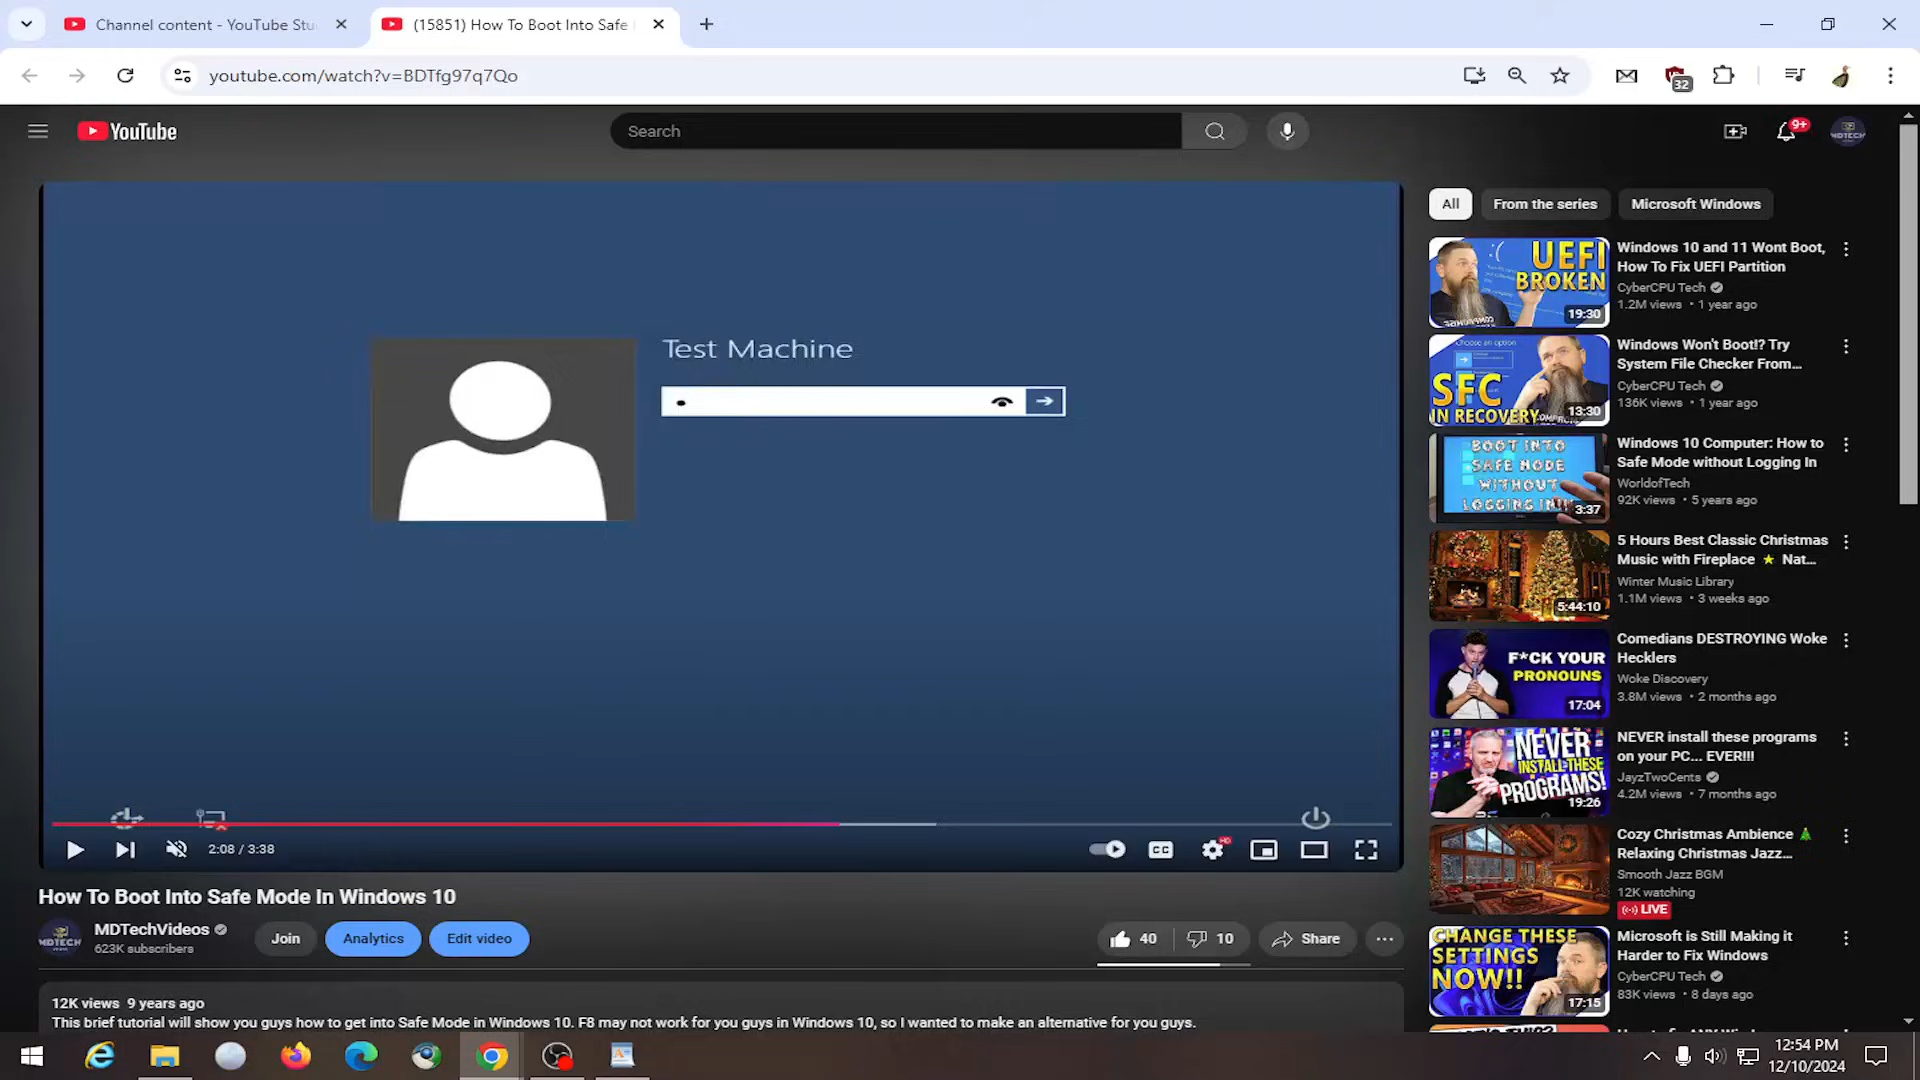 Channel content - YouTube Stu
(15851) How To Boot Into Safe
youtube.com/watch?v=BDTfg97q7Qo
32
YouTube
Search
9+
Test Machine
2:08 / 3:38
CC
HD
How To Boot Into Safe Mode In Windows 10
MDTECH
MDTechVideos
623K subscribers
Join
Analytics
Edit video
40
10
Share
12K views 9 years ago
This brief tutorial will show you guys how to get into Safe Mode in Windows 10. F8 may not work for you guys in Windows 10, so I wanted to make an alternative for you guys.
All
From the series
Microsoft Windows
UEFI
BROKEN
19:30
Windows 10 and 11 Wont Boot,
How To Fix UEFI Partition
CyberCPU Tech
1.2M views • 1 year ago
Choose an option
SFC
IN RECOVERY
13:30
Windows Won't Boot!? Try
System File Checker From...
CyberCPU Tech
136K views • 1 year ago
BOOT INTO
SAFE MODE
WITHOUT
LOGGING IN!!
3:37
Windows 10 Computer: How to
Safe Mode without Logging In
WorldofTech
92K views • 5 years ago
5:44:10
5 Hours Best Classic Christmas
Music with Fireplace ★ Nat...
Winter Music Library
1.1M views • 3 weeks ago
F*CK YOUR
PRONOUNS
17:04
Comedians DESTROYING Woke
Hecklers
Woke Discovery
3.8M views • 2 months ago
NEVER
INSTALL THESE
PROGRAMS!
19:26
NEVER install these programs
on your PC... EVER!!!
JayzTwoCents
4.2M views • 7 months ago
Cozy Christmas Ambience 🎄
Relaxing Christmas Jazz...
Smooth Jazz BGM
12K watching
LIVE
CHANGE THESE
SETTINGS
NOW!!
17:15
Microsoft is Still Making it
Harder to Fix Windows
CyberCPU Tech
83K views • 8 days ago
12:54 PM
12/10/2024